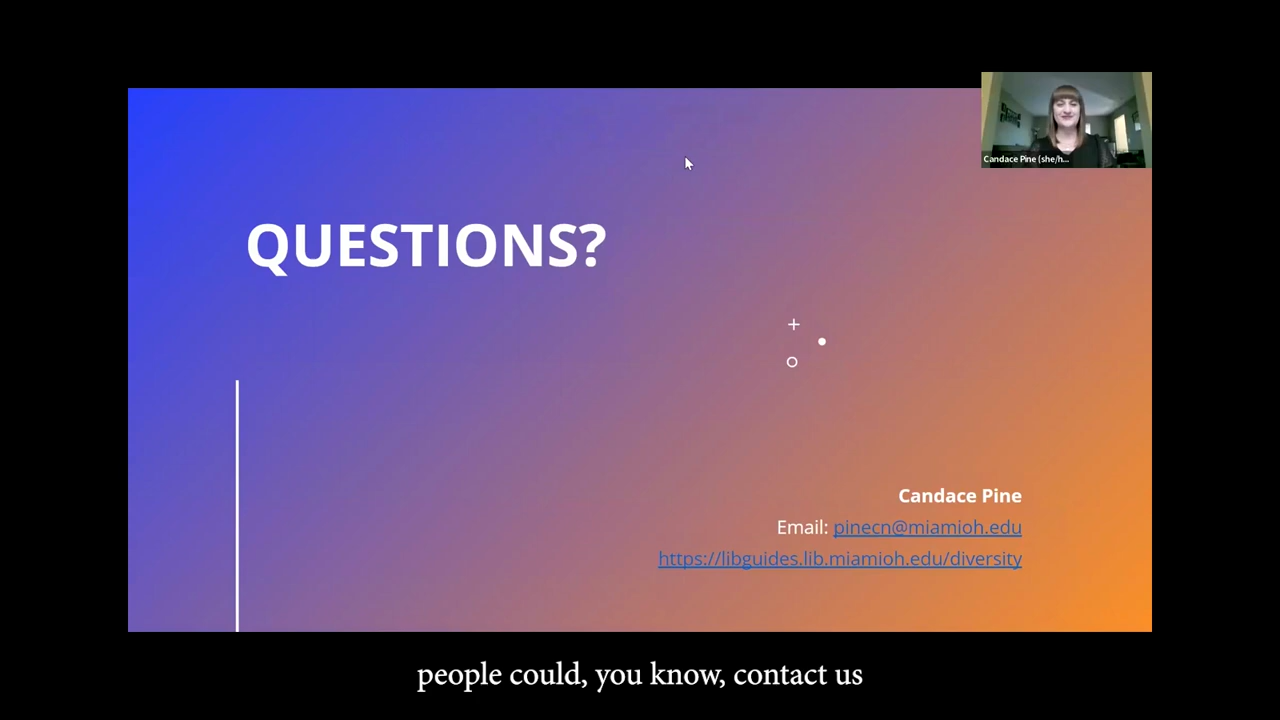 Candace Pine (she/h...
QUESTIONS?
Candace Pine
Email: pinecn@miamioh.edu
https://libguides.lib.miamioh.edu/diversity
people could, you know, contact us